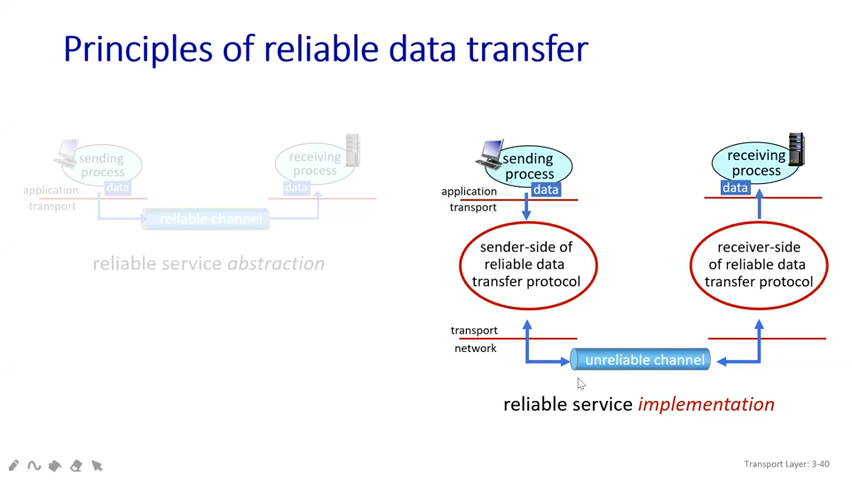 Principles of reliable data transfer
sending
process
data
receiving
process
data
application
transport
reliable channel
reliable service abstraction
sending
process
data
receiving
process
data
application
transport
sender-side of
reliable data
transfer protocol
receiver-side
of reliable data
transfer protocol
transport
network
unreliable channel
reliable service implementation
Transport Layer: 3-40